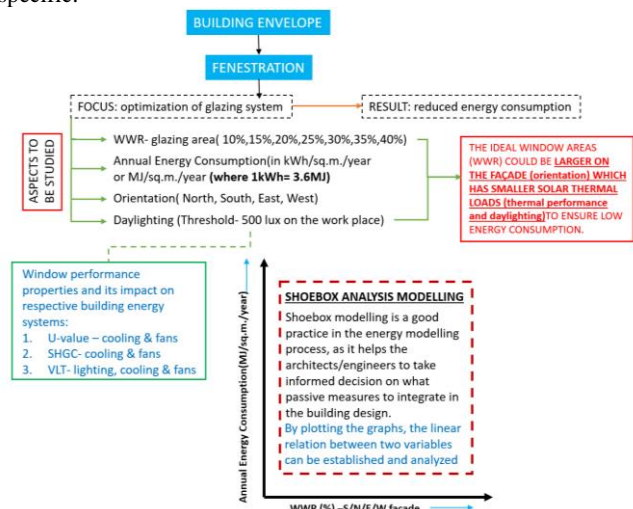 specific.
BUILDING ENVELOPE
FENESTRATION
FOCUS: optimization of glazing system
RESULT: reduced energy consumption
ASPECTS TO
BE STUDIED
WWR- glazing area( 10%,15%,20%,25%,30%,35%,40%)
Annual Energy Consumption(in kWh/sq.m./year
or MJ/sq.m./year (where 1kWh= 3.6MJ)
Orientation( North, South, East, West)
Daylighting (Threshold- 500 lux on the work place)
THE IDEAL WINDOW AREAS
(WWR) COULD BE LARGER ON
THE FAÇADE (orientation) WHICH
HAS SMALLER SOLAR THERMAL
LOADS (thermal performance
and daylighting)TO ENSURE LOW
ENERGY CONSUMPTION.
Window performance
properties and its impact on
respective building energy
systems:
1. U-value – cooling & fans
2. SHGC- cooling & fans
3. VLT- lighting, cooling & fans
Annual Energy Consumption(MJ/sq.m./year)
SHOEBOX ANALYSIS MODELLING
Shoebox modelling is a good
practice in the energy modelling
process, as it helps the
architects/engineers to take
informed decision on what
passive measures to integrate in
the building design.
By plotting the graphs, the linear
relation between two variables
can be established and analyzed
WWR (%) –S/N/E/W facade